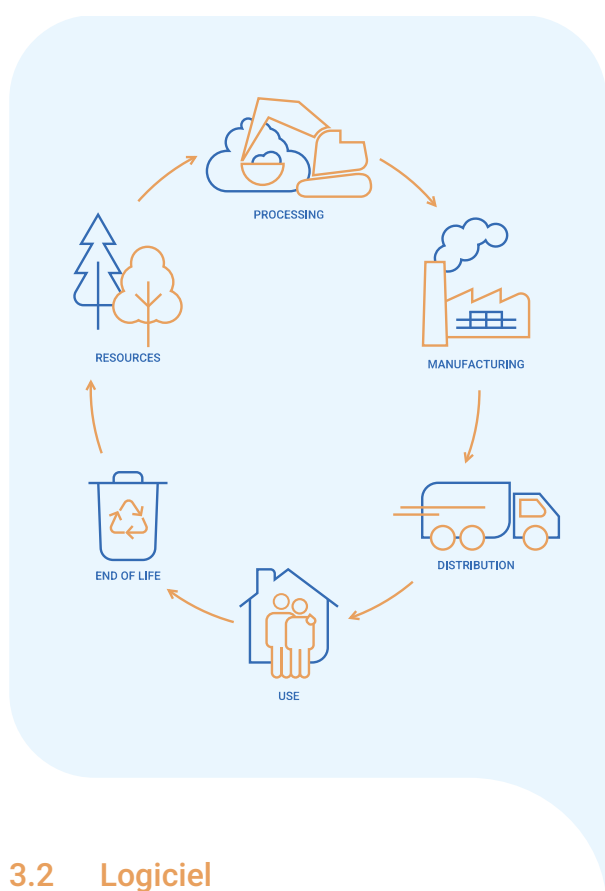 PROCESSING
RESOURCES
MANUFACTURING
END OF LIFE
DISTRIBUTION
USE
3.2 Logiciel